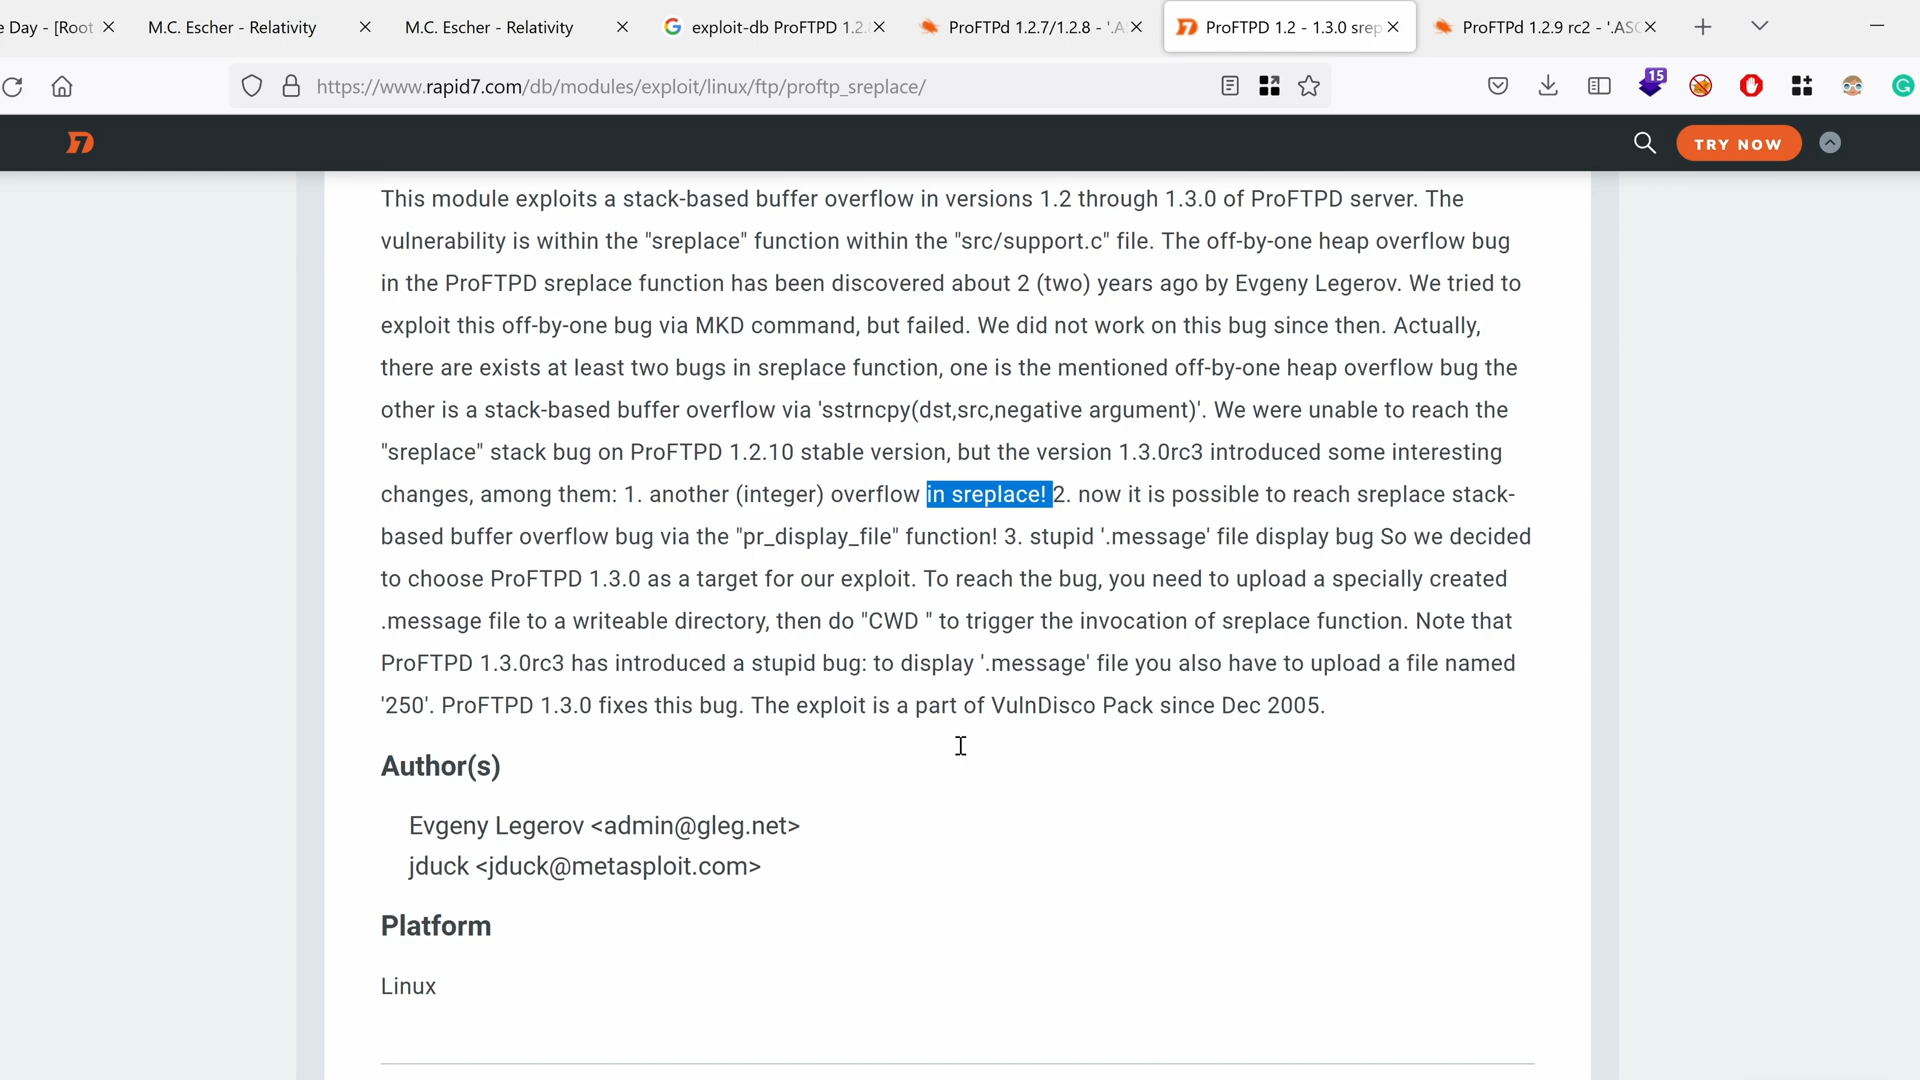 e Day - [Root
M.C. Escher - Relativity
M.C. Escher - Relativity
exploit-db ProFTPD 1.2.
ProFTPd 1.2.7/1.2.8 - '.A
ProFTPD 1.2 - 1.3.0 srep
ProFTPd 1.2.9 rc2 - '.ASC
https://www.rapid7.com/db/modules/exploit/linux/ftp/proftp_sreplace/
15
TRY NOW
This module exploits a stack-based buffer overflow in versions 1.2 through 1.3.0 of ProFTPD server. The
vulnerability is within the "sreplace" function within the "src/support.c" file. The off-by-one heap overflow bug
in the ProFTPD sreplace function has been discovered about 2 (two) years ago by Evgeny Legerov. We tried to
exploit this off-by-one bug via MKD command, but failed. We did not work on this bug since then. Actually,
there are exists at least two bugs in sreplace function, one is the mentioned off-by-one heap overflow bug the
other is a stack-based buffer overflow via 'sstrncpy(dst,src,negative argument)'. We were unable to reach the
"sreplace" stack bug on ProFTPD 1.2.10 stable version, but the version 1.3.0rc3 introduced some interesting
changes, among them: 1. another (integer) overflow in sreplace! 2. now it is possible to reach sreplace stack-
based buffer overflow bug via the "pr_display_file" function! 3. stupid '.message' file display bug So we decided
to choose ProFTPD 1.3.0 as a target for our exploit. To reach the bug, you need to upload a specially created
.message file to a writeable directory, then do "CWD " to trigger the invocation of sreplace function. Note that
ProFTPD 1.3.0rc3 has introduced a stupid bug: to display '.message' file you also have to upload a file named
'250'. ProFTPD 1.3.0 fixes this bug. The exploit is a part of VulnDisco Pack since Dec 2005.
Author(s)
Evgeny Legerov <admin@gleg.net>
jduck <jduck@metasploit.com>
Platform
Linux